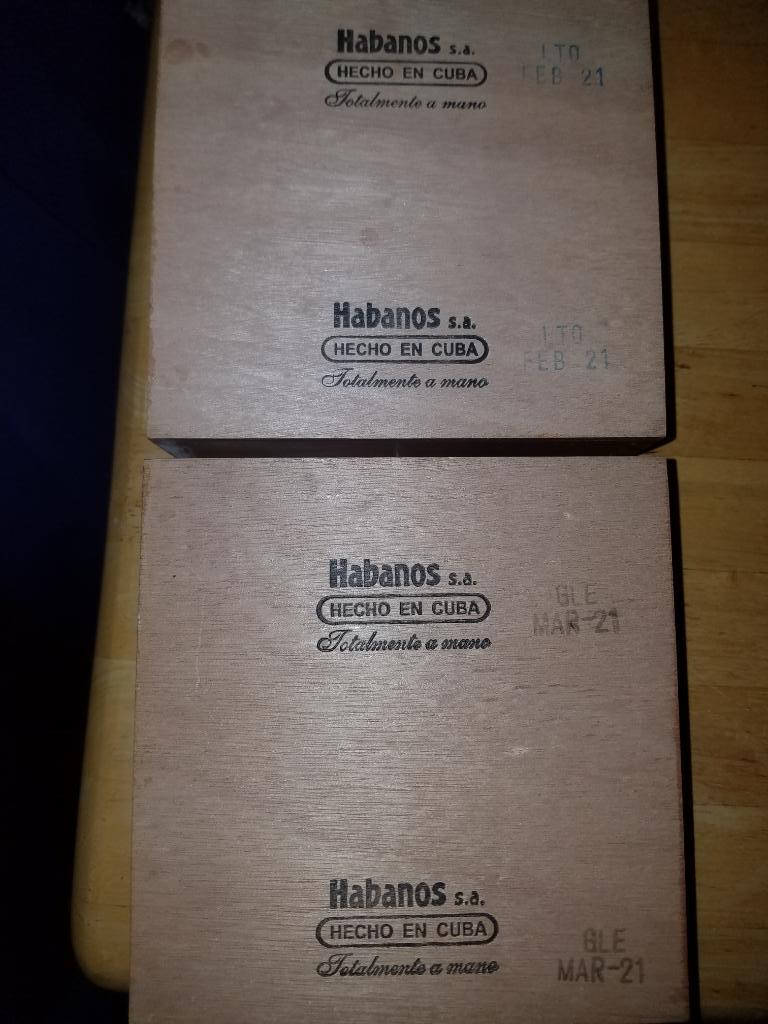 Habanos s.a.
HECHO EN CUBA
Totalmente a mano
LTO
FEB 21
Habanos s.a.
HECHO EN CUBA
Totalmente a mano
LTO
FEB 21
Habanos s.a.
HECHO EN CUBA
Totalmente a mano
GLE
MAR-21
Habanos s.a.
HECHO EN CUBA
Totalmente a mano
GLE
MAR-21